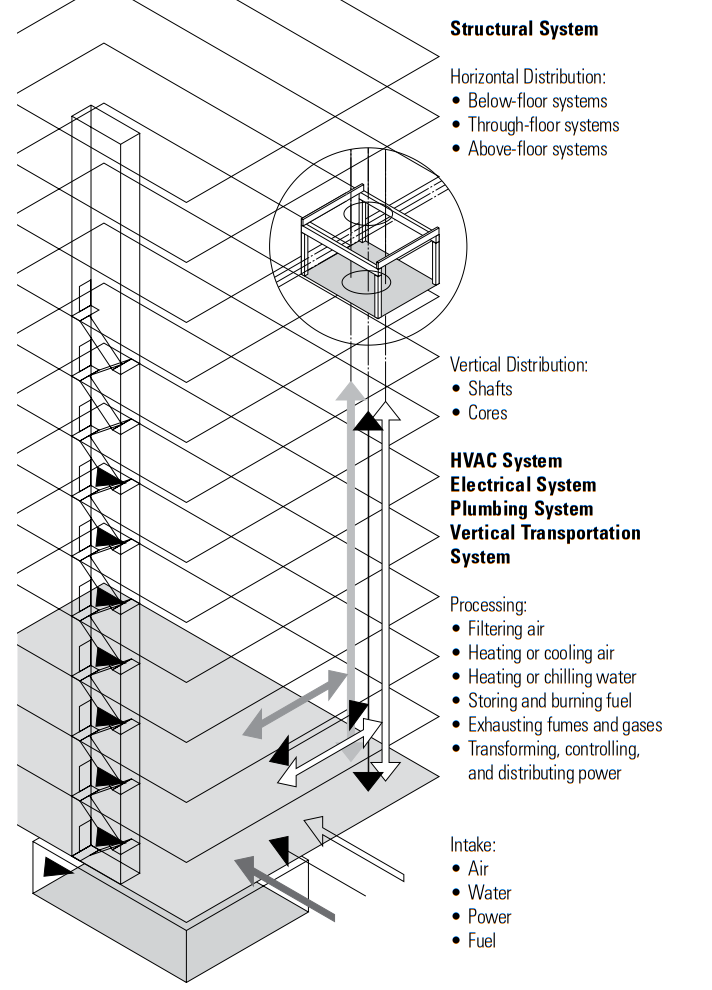 Structural System
Horizontal Distribution:
• Below-floor systems
• Through-floor systems
• Above-floor systems
Vertical Distribution:
• Shafts
• Cores
HVAC System
Electrical System
Plumbing System
Vertical Transportation
System
Processing:
• Filtering air
• Heating or cooling air
• Heating or chilling water
• Storing and burning fuel
• Exhausting fumes and gases
• Transforming, controlling,
and distributing power
Intake:
• Air
• Water
• Power
• Fuel